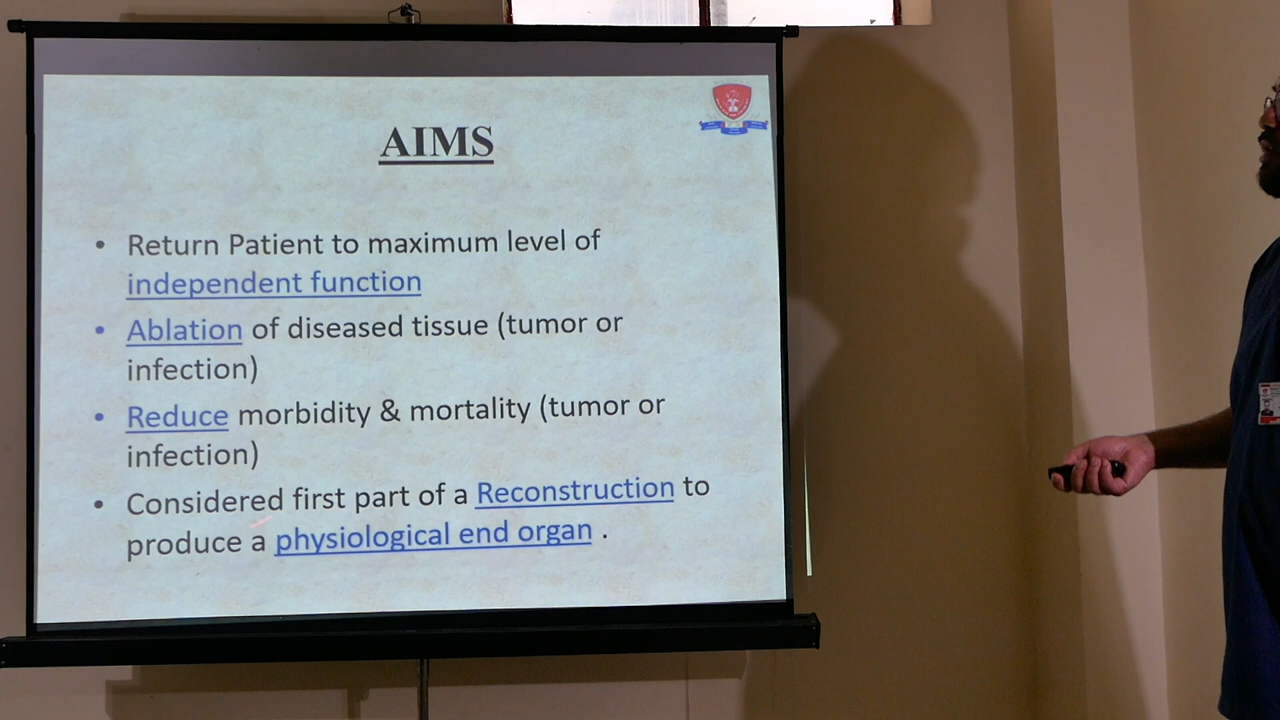 AIMS
• Return Patient to maximum level of
independent function
• Ablation of diseased tissue (tumor or
infection)
• Reduce morbidity & mortality (tumor or
infection)
• Considered first part of a Reconstruction to
produce a physiological end organ .